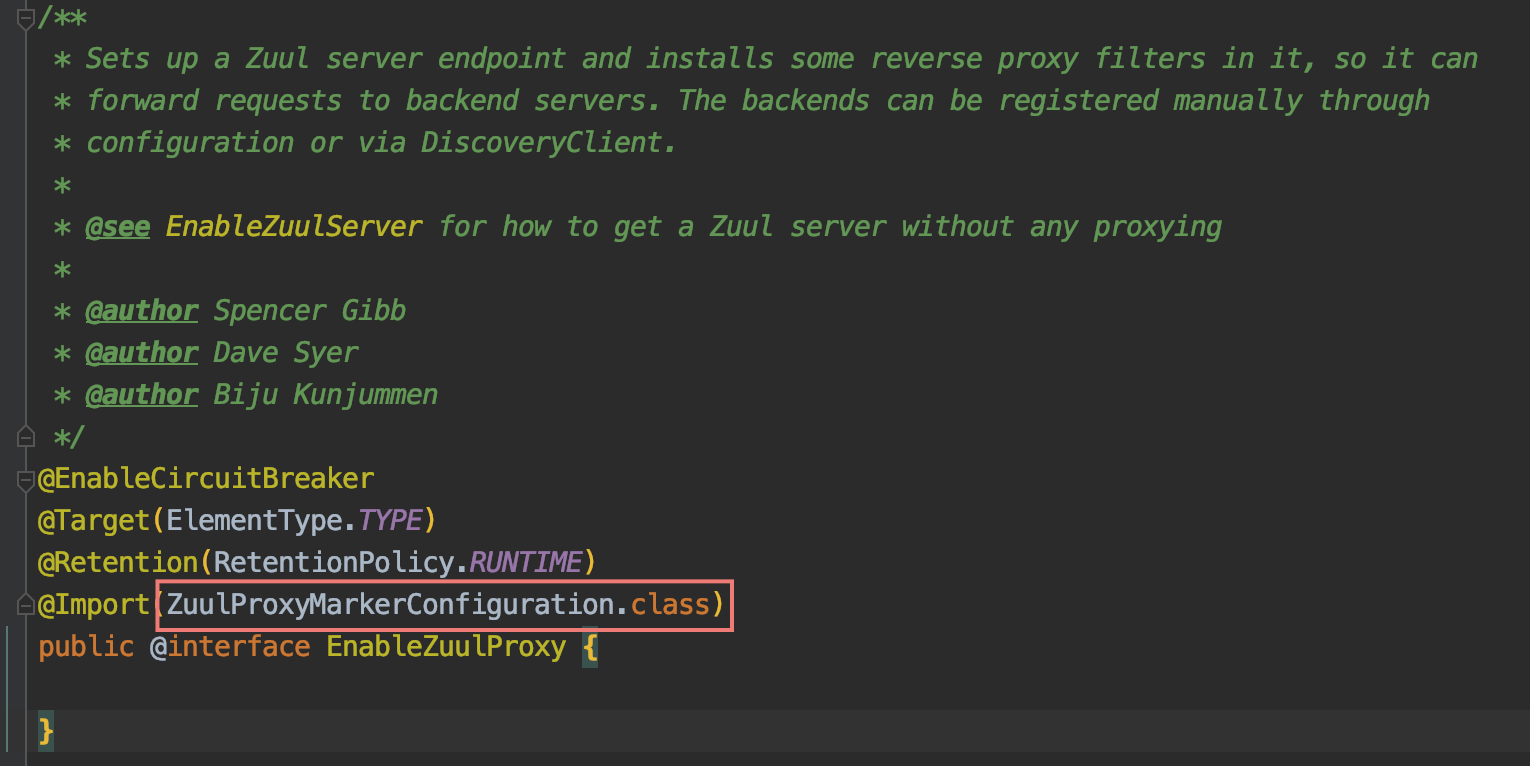 /**
 * Sets up a Zuul server endpoint and installs some reverse proxy filters in it, so it can
 * forward requests to backend servers. The backends can be registered manually through
 * configuration or via DiscoveryClient.
 *
 * @see EnableZuulServer for how to get a Zuul server without any proxying
 *
 * @author Spencer Gibb
 * @author Dave Syer
 * @author Biju Kunjummen
 */
@EnableCircuitBreaker
@Target(ElementType.TYPE)
@Retention(RetentionPolicy.RUNTIME)
@Import(ZuulProxyMarkerConfiguration.class)
public @interface EnableZuulProxy {
}